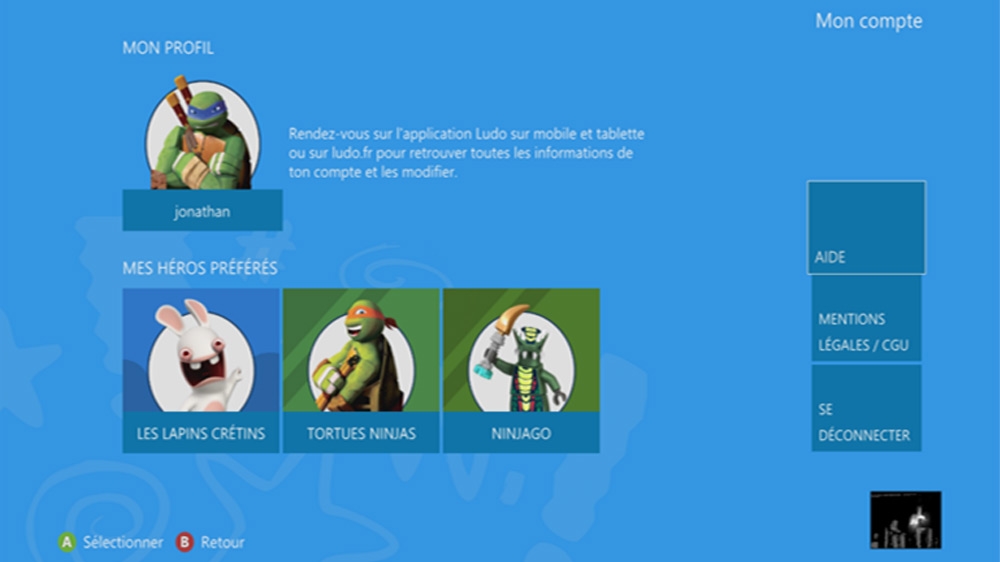 Mon compte
MON PROFIL
Rendez-vous sur l'application Ludo sur mobile et tablette
ou sur ludo.fr pour retrouver toutes les informations de
ton compte et les modifier.
jonathan
MES HÉROS PRÉFÉRÉS
LES LAPINS CRÉTINS
TORTUES NINJAS
NINJAGO
AIDE
MENTIONS
LÉGALES / CGU
SE
DÉCONNECTER
A Sélectionner B Retour